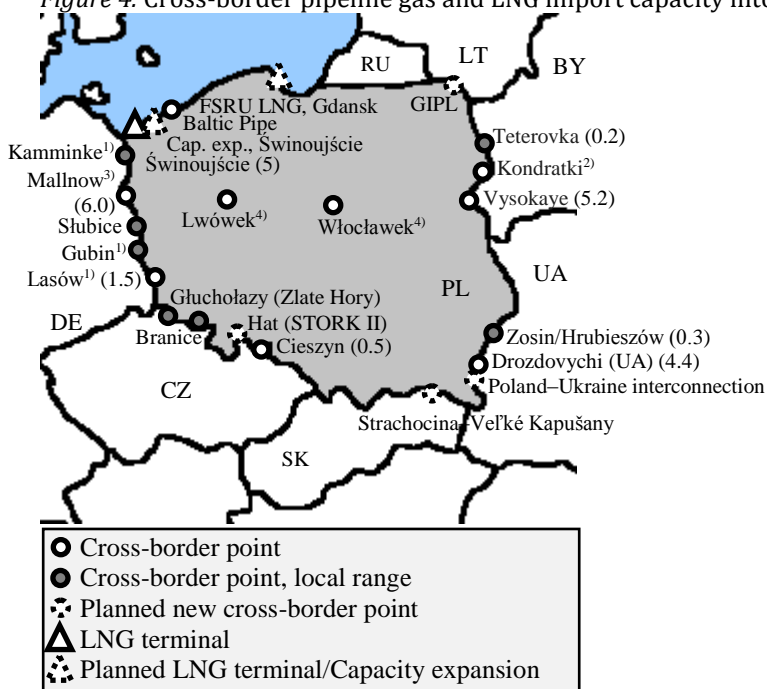 Figure 4. Cross-border pipeline gas and LNG import capacity into
RU
LT
BY
GIPL
FSRU LNG, Gdansk
Baltic Pipe
Cap. exp., Świnoujście
Świnoujście (5)
Kamminke1)
Mallnow3)
(6.0)
Słubice
Gubin1)
Lasów1) (1.5)
Lwówek4)
Włocławek4)
Teterovka (0.2)
Kondratki2)
Vysokaye (5.2)
UA
PL
DE
Głuchołazy (Zlate Hory)
Branice
Hat (STORK II)
Cieszyn (0.5)
Zosin/Hrubieszów (0.3)
Drozdovychi (UA) (4.4)
Poland–Ukraine interconnection
CZ
Strachocina–Veľké Kapušany
SK
Cross-border point
Cross-border point, local range
Planned new cross-border point
LNG terminal
Planned LNG terminal/Capacity expansion